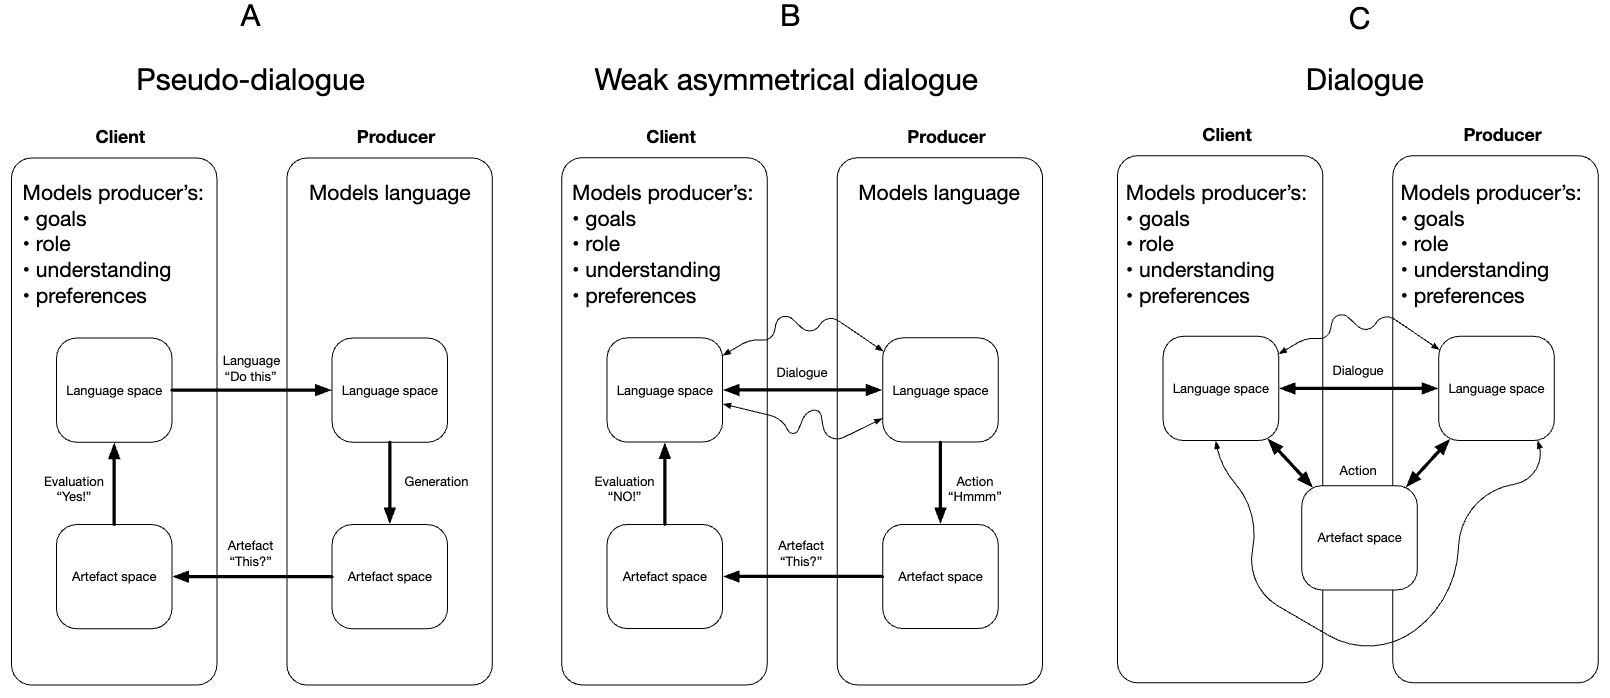 A
Pseudo-dialogue
Client
Producer
Models producer's:
• goals
• role
• understanding
• preferences
Models language
Language space
Language
“Do this”
Language space
Evaluation
“Yes!”
Generation
Artefact space
Artefact
“This?”
Artefact space
B
Weak asymmetrical dialogue
Client
Producer
Models producer's:
• goals
• role
• understanding
• preferences
Models language
Language space
Dialogue
Language space
Evaluation
“NO!”
Action
“Hmmm”
Artefact space
Artefact
“This?”
Artefact space
C
Dialogue
Client
Producer
Models producer's:
• goals
• role
• understanding
• preferences
Models producer's:
• goals
• role
• understanding
• preferences
Language space
Dialogue
Language space
Action
Artefact space